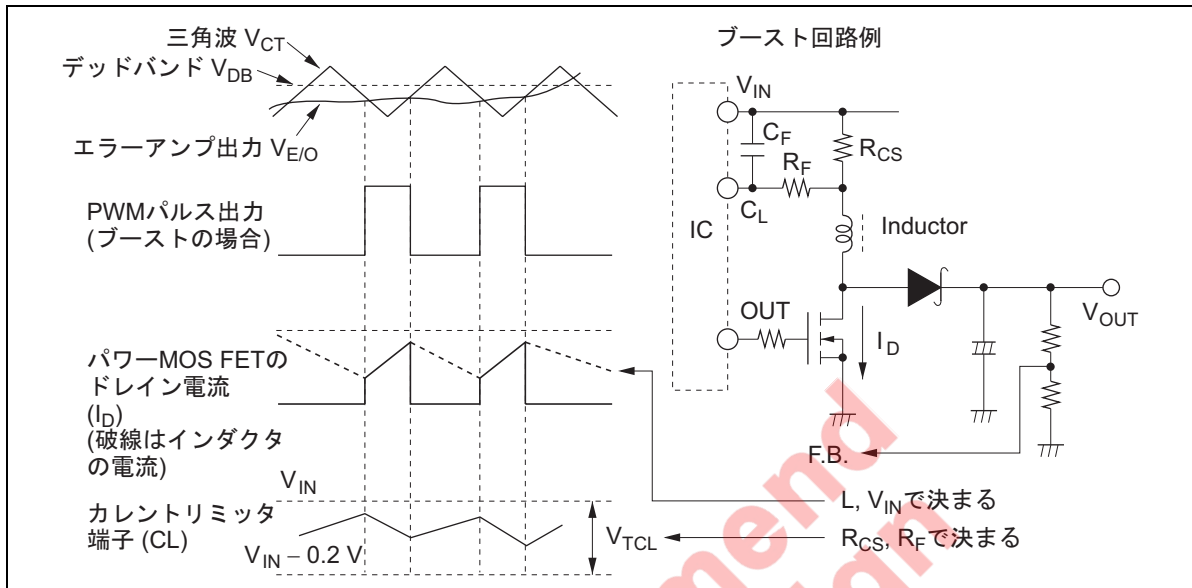 三角波 VCT
デッドバンド VDB
エラーアンプ出力 VE/O
PWMパルス出力
(ブーストの場合)
パワーMOS FETの
ドレイン電流
(ID)
(破線はインダクタ
の電流)
VIN
カレントリミッタ
端子 (CL)
VIN − 0.2 V
VTCL
ブースト回路例
VIN
CF
RCS
RF
CL
IC
Inductor
OUT
ID
VOUT
F.B.
L, VINで決まる
RCS, RFで決まる